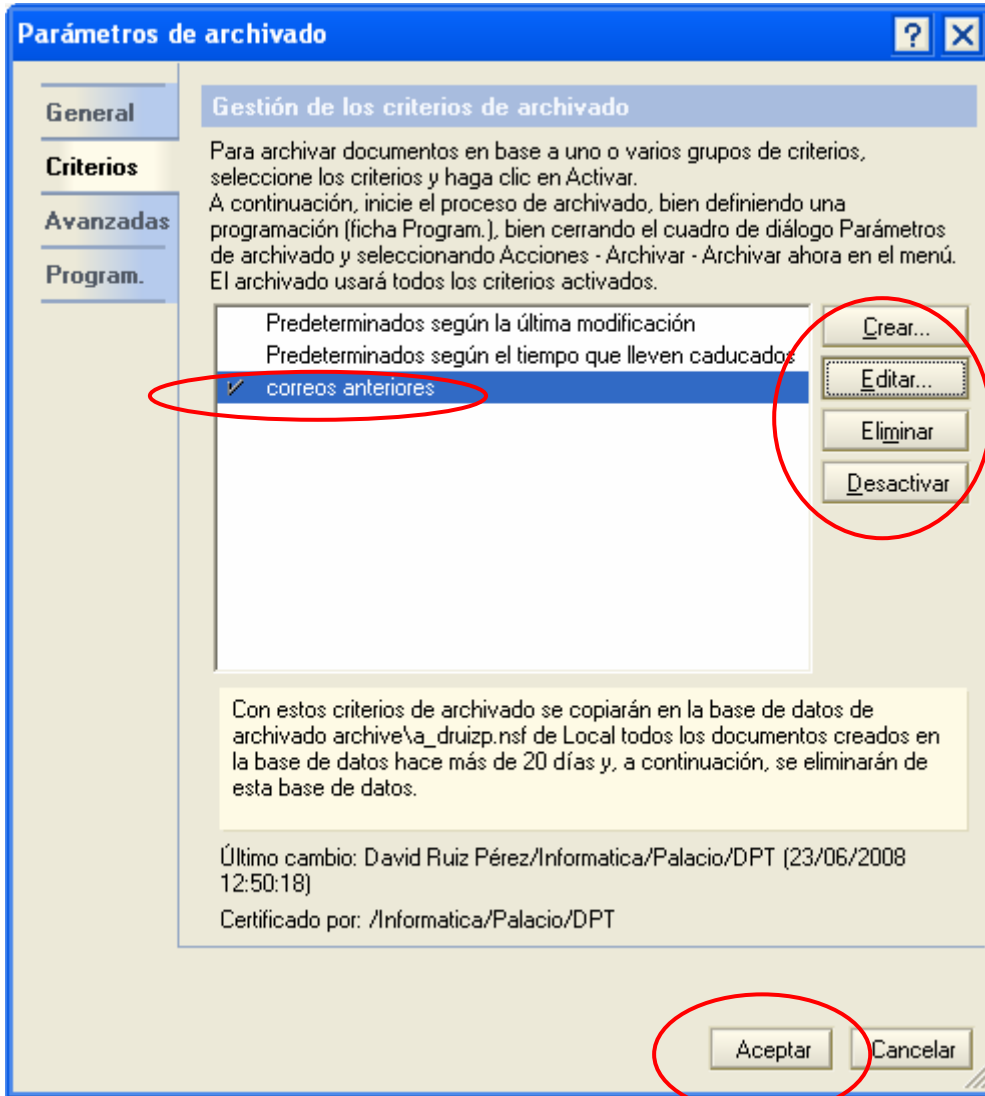 Parámetros de archivado
General
Criterios
Avanzadas
Program.
Gestión de los criterios de archivado
Para archivar documentos en base a uno o varios grupos de criterios,
seleccione los criterios y haga clic en Activar.
A continuación, inicie el proceso de archivado, bien definiendo una
programación (ficha Program.), bien cerrando el cuadro de diálogo Parámetros
de archivado y seleccionando Acciones - Archivar - Archivar ahora en el menú.
El archivado usará todos los criterios activados.
Predeterminados según la última modificación
Predeterminados según el tiempo que lleven caducados
correos anteriores
Crear...
Editar...
Eliminar
Desactivar
Con estos criterios de archivado se copiarán en la base de datos de
archivado archive\a_druizp.nsf de Local todos los documentos creados en
la base de datos hace más de 20 días y, a continuación, se eliminarán de
esta base de datos.
Último cambio: David Ruiz Pérez/Informatica/Palacio/DPT (23/06/2008
12:50:18)
Certificado por: /Informatica/Palacio/DPT
Aceptar
Cancelar